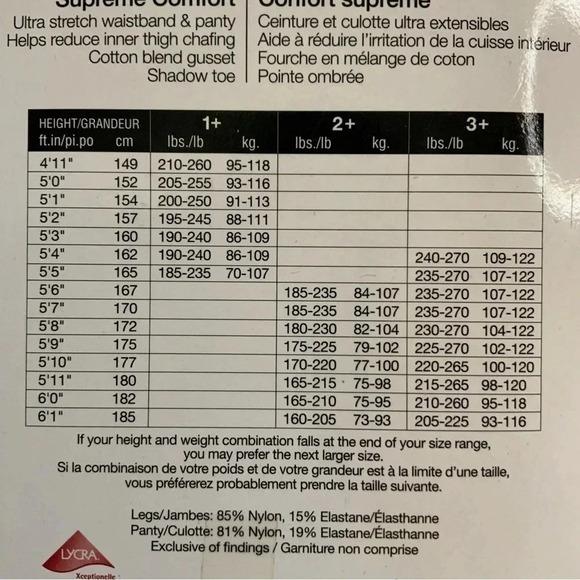 Supreme Comfort | Confort suprême
Ultra stretch waistband & panty | Ceinture et culotte ultra extensibles
Helps reduce inner thigh chafing | Aide à réduire l'irritation de la cuisse intérieur
Cotton blend gusset | Fourche en mélange de coton
Shadow toe | Pointe ombrée
HEIGHT/GRANDEUR 1+ 2+ 3+
ft.in/pi.po cm lbs./lb kg. lbs./lb kg. lbs./lb kg.
4'11" 149 210-260 95-118
5'0" 152 205-255 93-116
5'1" 154 200-250 91-113
5'2" 157 195-245 88-111
5'3" 160 190-240 86-109
5'4" 162 190-240 86-109 240-270 109-122
5'5" 165 185-235 70-107 235-270 107-122
5'6" 167 185-235 84-107 235-270 107-122
5'7" 170 185-235 84-107 235-270 107-122
5'8" 172 180-230 82-104 230-270 104-122
5'9" 175 175-225 79-102 225-270 102-122
5'10" 177 170-220 77-100 220-265 100-120
5'11" 180 165-215 75-98 215-265 98-120
6'0" 182 165-210 75-95 210-260 95-118
6'1" 185 160-205 73-93 205-225 93-116
If your height and weight combination falls at the end of your size range,
you may prefer the next larger size.
Si la combinaison de votre poids et de votre grandeur est à la limite d'une taille,
vous préférerez probablement prendre la taille suivante.
Legs/Jambes: 85% Nylon, 15% Elastane/Élasthanne
Panty/Culotte: 81% Nylon, 19% Elastane/Élasthanne
Exclusive of findings / Garniture non comprise
LYCRA
Xceptionelle